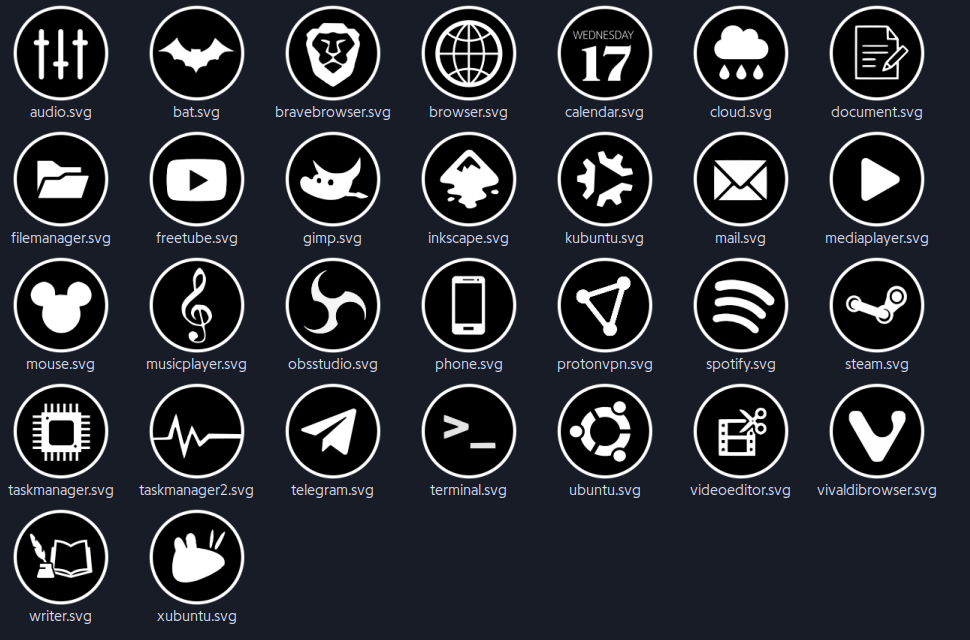 WEDNESDAY
17
audio.svg
bat.svg
bravebrowser.svg
browser.svg
calendar.svg
cloud.svg
document.svg
filemanager.svg
freetube.svg
gimp.svg
inkscape.svg
kubuntu.svg
mail.svg
mediaplayer.svg
mouse.svg
musicplayer.svg
obsstudio.svg
phone.svg
protonvpn.svg
spotify.svg
steam.svg
>_
taskmanager.svg
taskmanager2.svg
telegram.svg
terminal.svg
ubuntu.svg
videoeditor.svg
vivaldibrowser.svg
writer.svg
xubuntu.svg